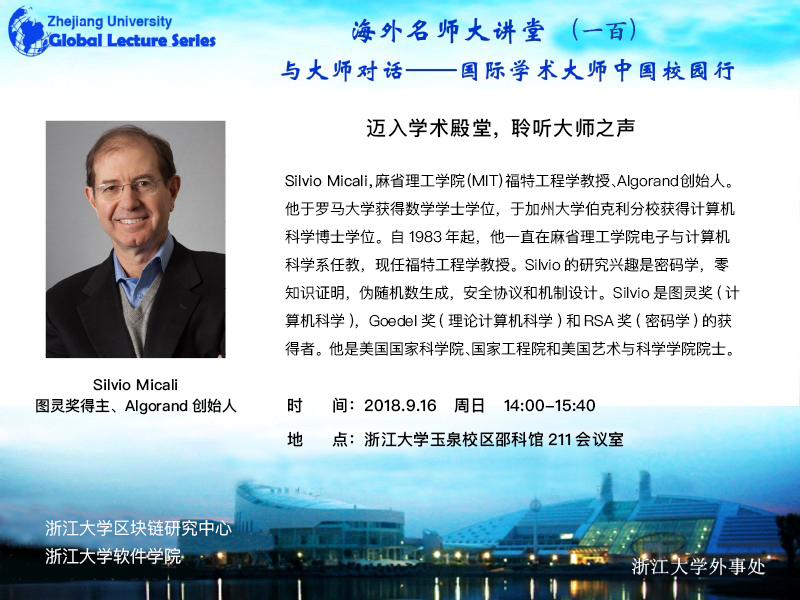 Zhejiang University
Global Lecture Series
海外名师大讲堂 （一百）
与大师对话——国际学术大师中国校园行
迈入学术殿堂，聆听大师之声
Silvio Micali，麻省理工学院(MIT)福特工程学教授、Algorand创始人。
他于罗马大学获得数学学士学位，于加州大学伯克利分校获得计算机
科学博士学位。自 1983 年起，他一直在麻省理工学院电子与计算机
科学系任教，现任福特工程学教授。Silvio 的研究兴趣是密码学，零
知识证明，伪随机数生成，安全协议和机制设计。Silvio 是图灵奖 ( 计
算机科学 )，Goedel 奖 ( 理论计算机科学 ) 和 RSA 奖 ( 密码学 ) 的获
得者。他是美国国家科学院、国家工程院和美国艺术与科学学院院士。
Silvio Micali
图灵奖得主、Algorand 创始人
时 间：2018.9.16 周日 14:00-15:40
地 点：浙江大学玉泉校区邵科馆 211 会议室
浙江大学区块链研究中心
浙江大学软件学院
浙江大学外事处